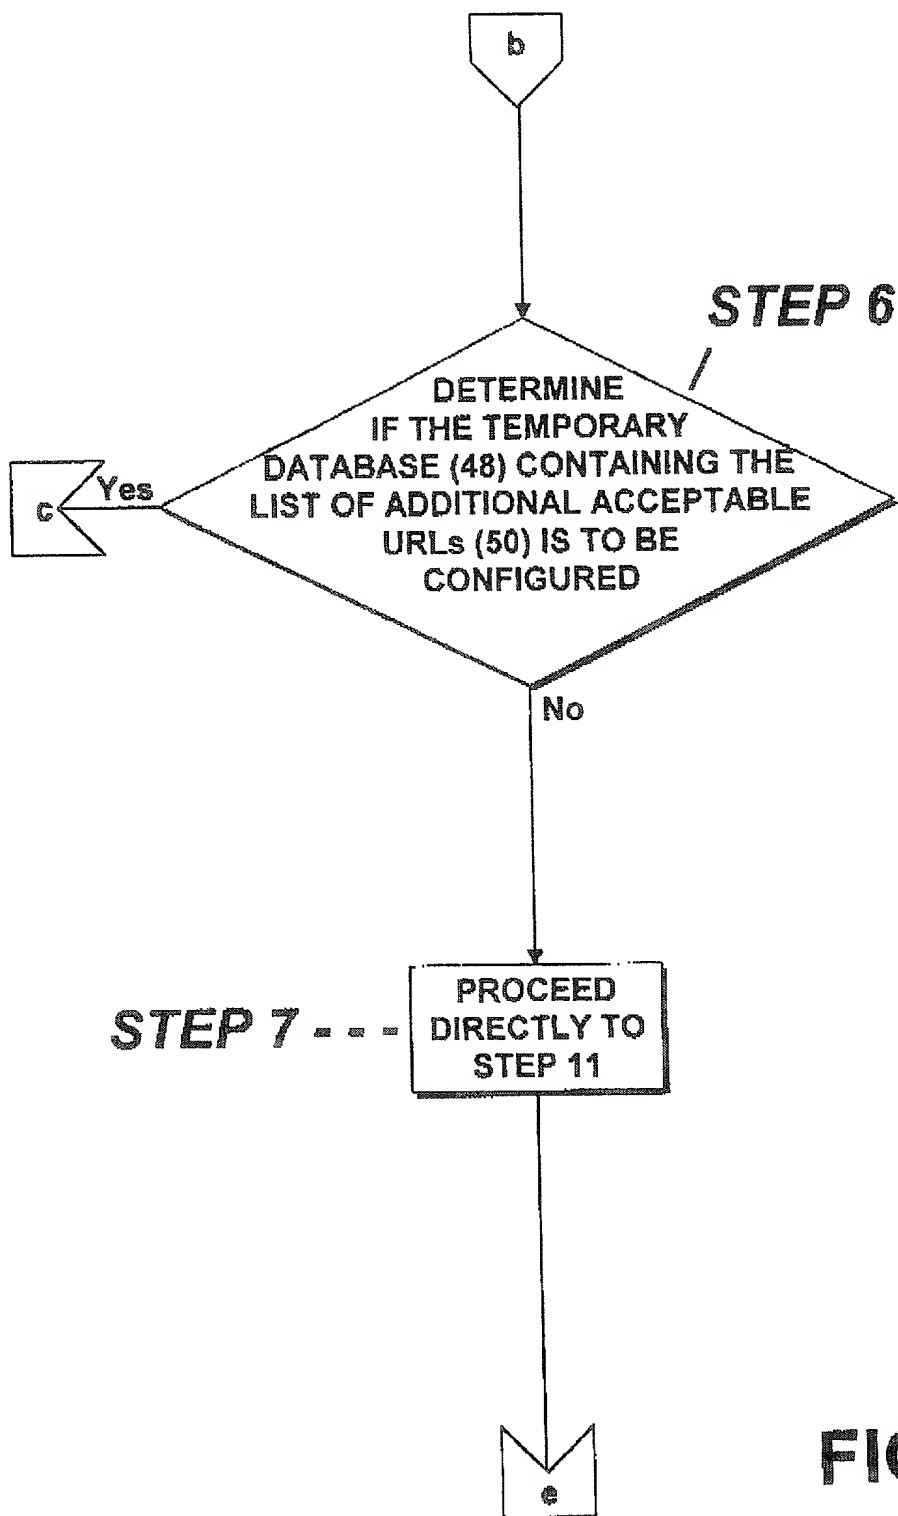 b
STEP 6
DETERMINE
IF THE TEMPORARY
DATABASE (48) CONTAINING THE
LIST OF ADDITIONAL ACCEPTABLE
URLs (50) IS TO BE
CONFIGURED
Yes
c
No
STEP 7
PROCEED
DIRECTLY TO
STEP 11
e